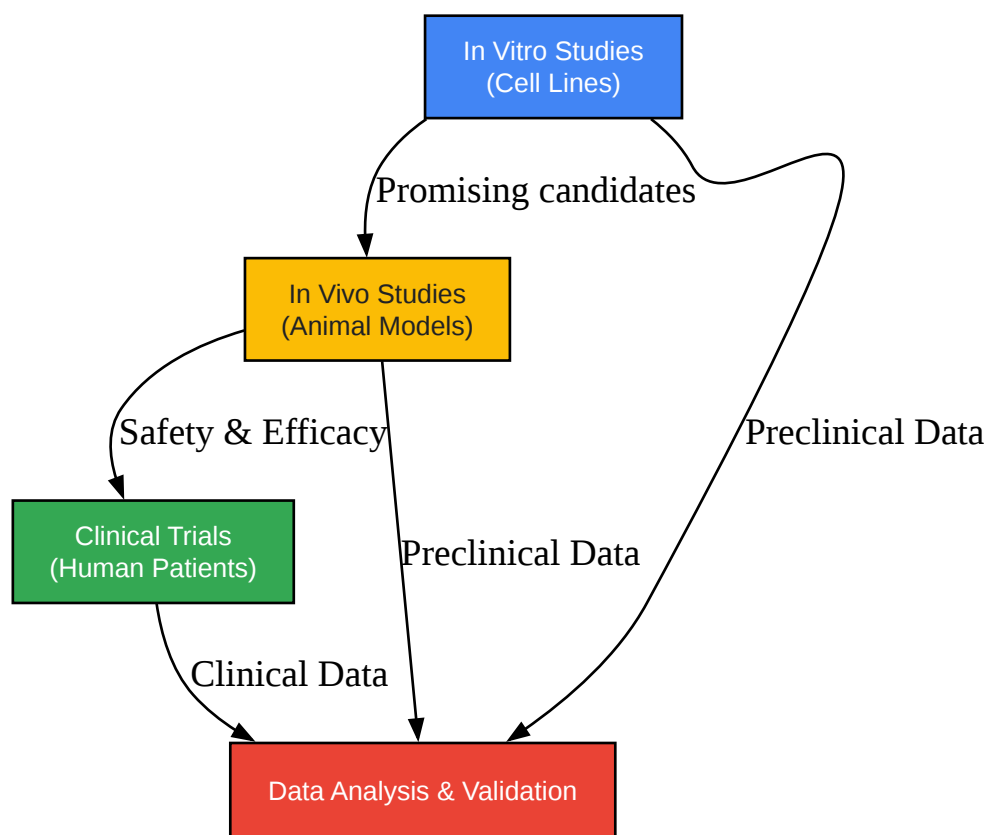 In Vitro Studies
(Cell Lines)
Promising candidates
In Vivo Studies
(Animal Models)
Safety & Efficacy
Preclinical Data
Clinical Trials
(Human Patients)
Preclinical Data
Clinical Data
Data Analysis & Validation